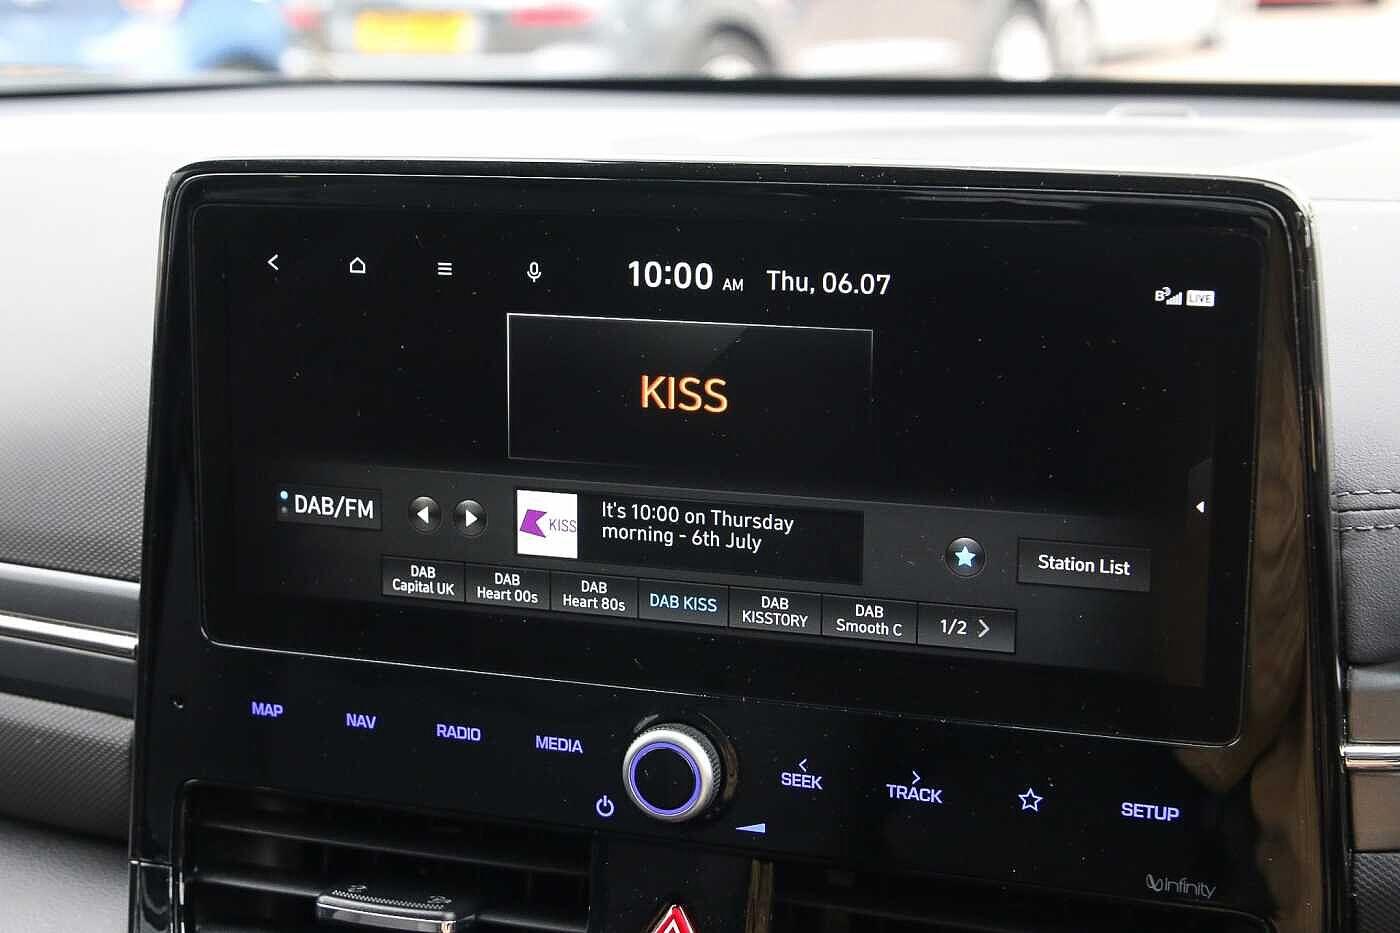 10:00 AM Thu, 06.07
B LIVE
KISS
DAB/FM
KISS
It's 10:00 on Thursday
morning - 6th July
Station List
DAB
Capital UK
DAB
Heart 00s
DAB
Heart 80s
DAB KISS
DAB
KISSTORY
DAB
Smooth C
1/2 >
MAP
NAV
RADIO
MEDIA
SEEK
TRACK
SETUP
infinity